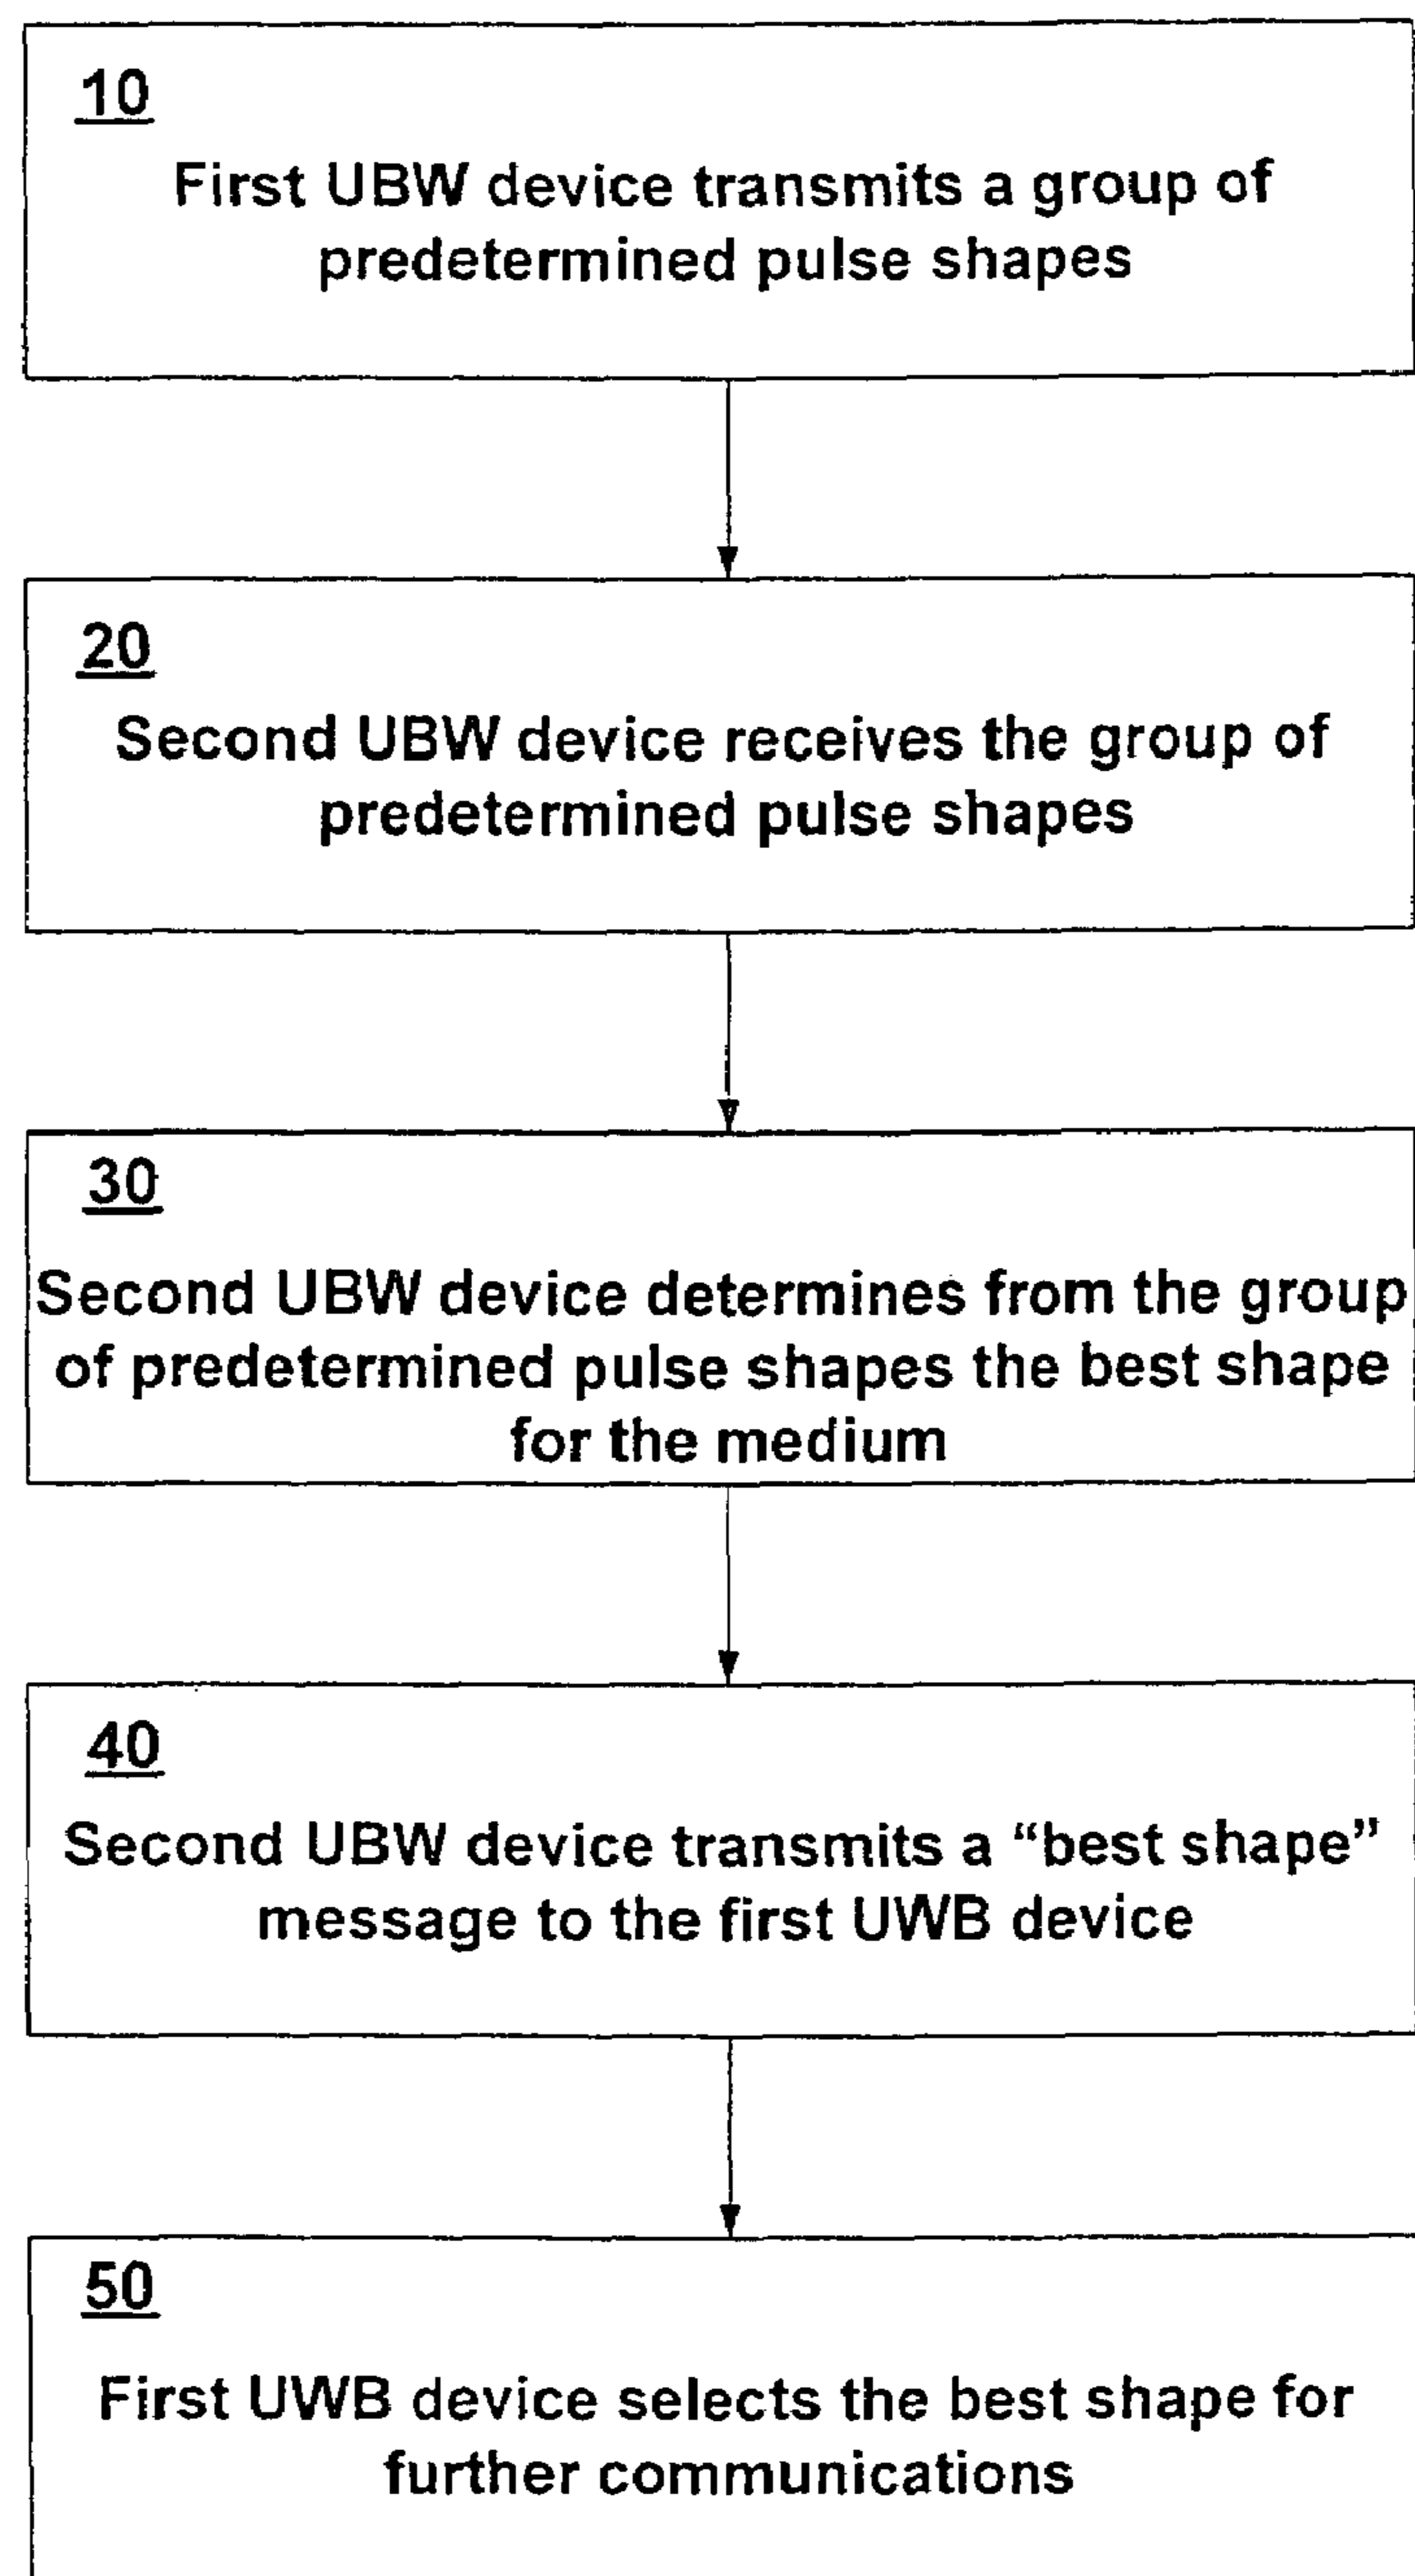 10
First UBW device transmits a group of
predetermined pulse shapes
20
Second UBW device receives the group of
predetermined pulse shapes
30
Second UBW device determines from the group
of predetermined pulse shapes the best shape
for the medium
40
Second UBW device transmits a “best shape”
message to the first UWB device
50
First UWB device selects the best shape for
further communications